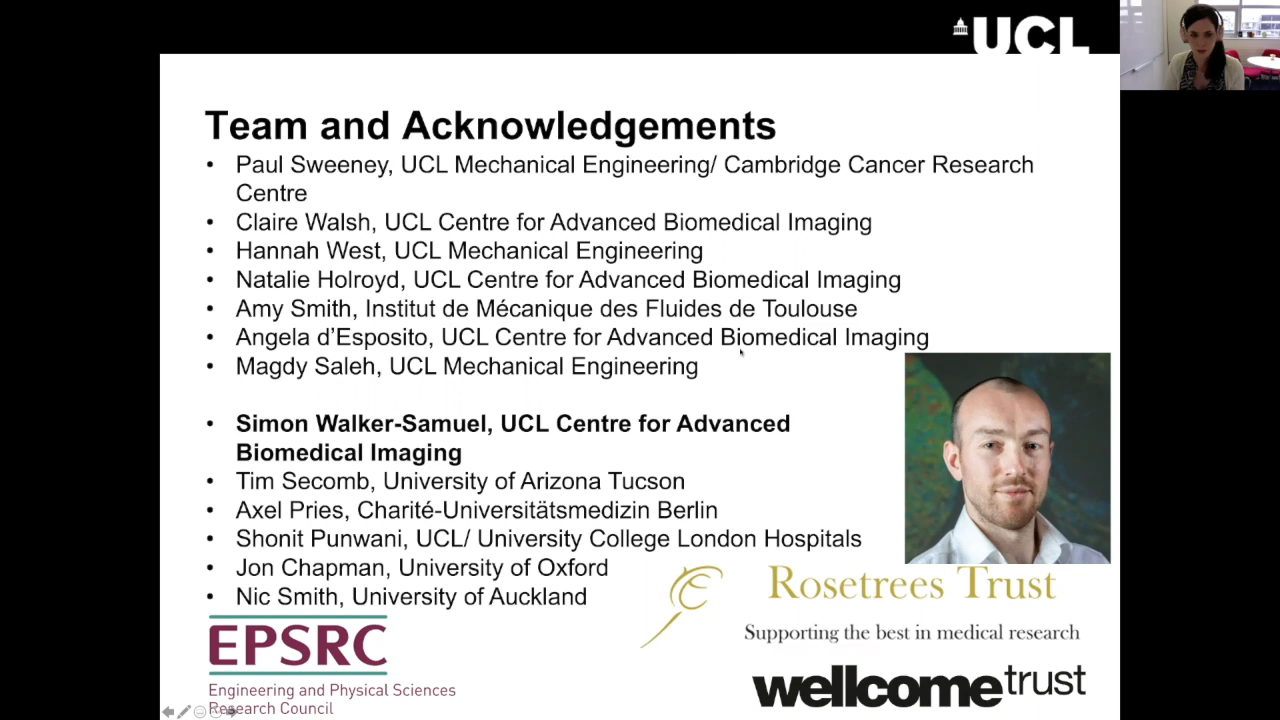 UCL
Team and Acknowledgements
• Paul Sweeney, UCL Mechanical Engineering/ Cambridge Cancer Research
Centre
• Claire Walsh, UCL Centre for Advanced Biomedical Imaging
• Hannah West, UCL Mechanical Engineering
• Natalie Holroyd, UCL Centre for Advanced Biomedical Imaging
• Amy Smith, Institut de Mécanique des Fluides de Toulouse
• Angela d’Esposito, UCL Centre for Advanced Biomedical Imaging
• Magdy Saleh, UCL Mechanical Engineering
• Simon Walker-Samuel, UCL Centre for Advanced
Biomedical Imaging
• Tim Secomb, University of Arizona Tucson
• Axel Pries, Charité-Universitätsmedizin Berlin
• Shonit Punwani, UCL/ University College London Hospitals
• Jon Chapman, University of Oxford
• Nic Smith, University of Auckland
Rosetrees Trust
Supporting the best in medical research
EPSRC
Engineering and Physical Sciences
Research Council
wellcometrust